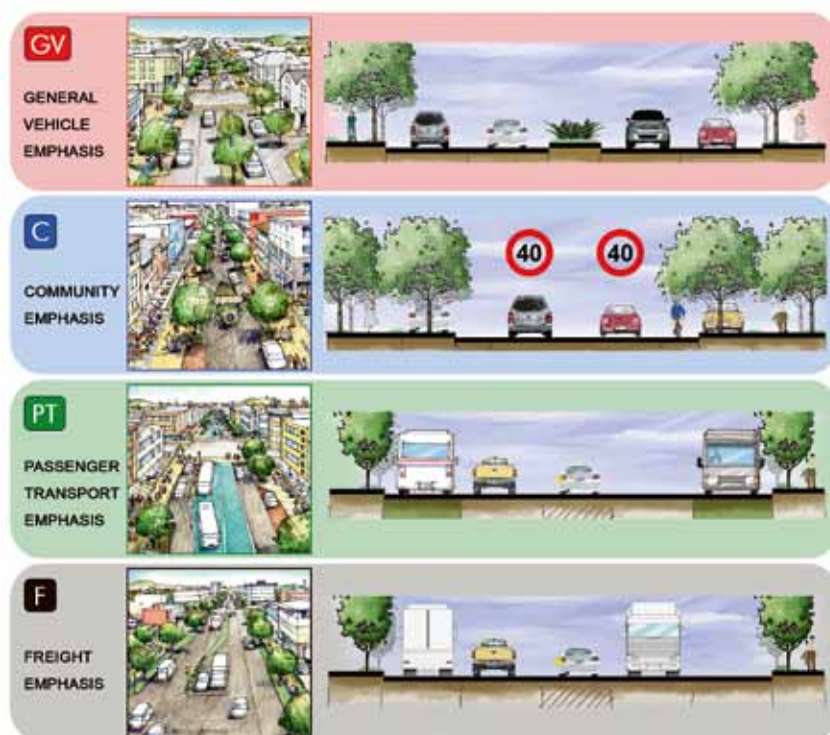 GV
GENERAL
VEHICLE
EMPHASIS
C
COMMUNITY
EMPHASIS
40 40
PT
PASSENGER
TRANSPORT
EMPHASIS
F
FREIGHT
EMPHASIS